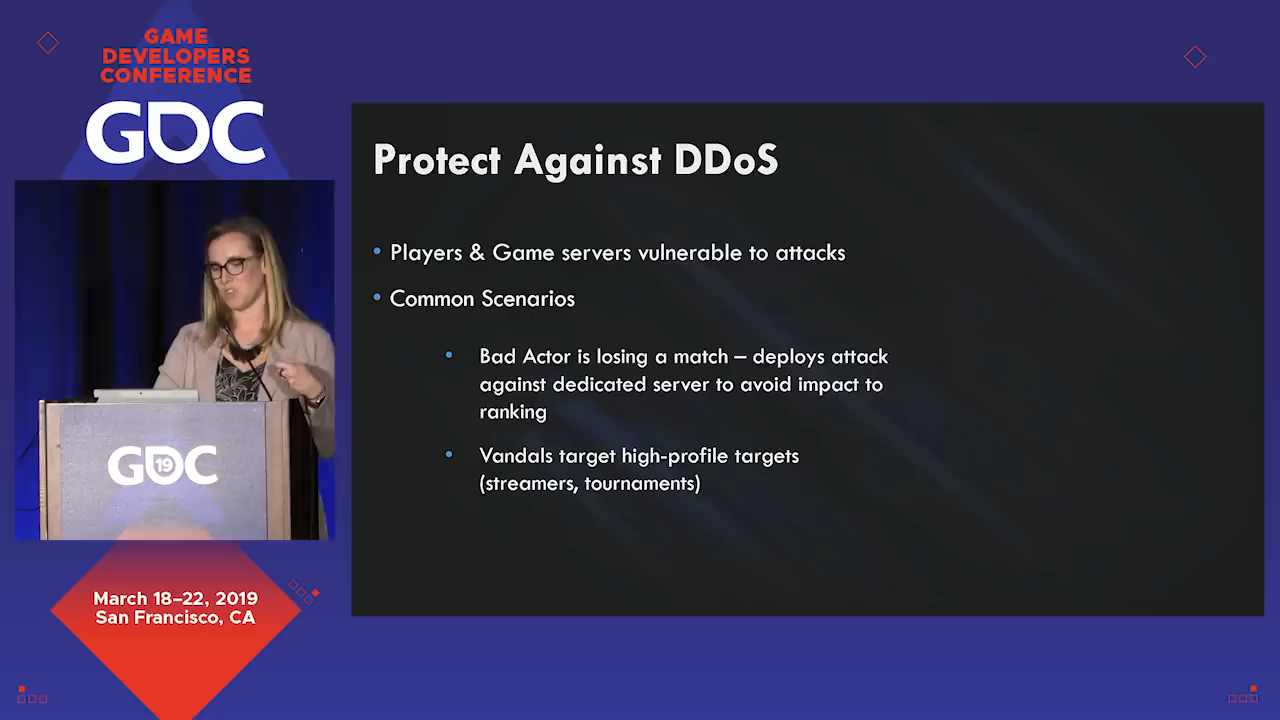 GAME
DEVELOPERS
CONFERENCE
GDC
GDC
19
March 18–22, 2019
San Francisco, CA
Protect Against DDoS
• Players & Game servers vulnerable to attacks
• Common Scenarios
• Bad Actor is losing a match – deploys attack
against dedicated server to avoid impact to
ranking
• Vandals target high-profile targets
(streamers, tournaments)